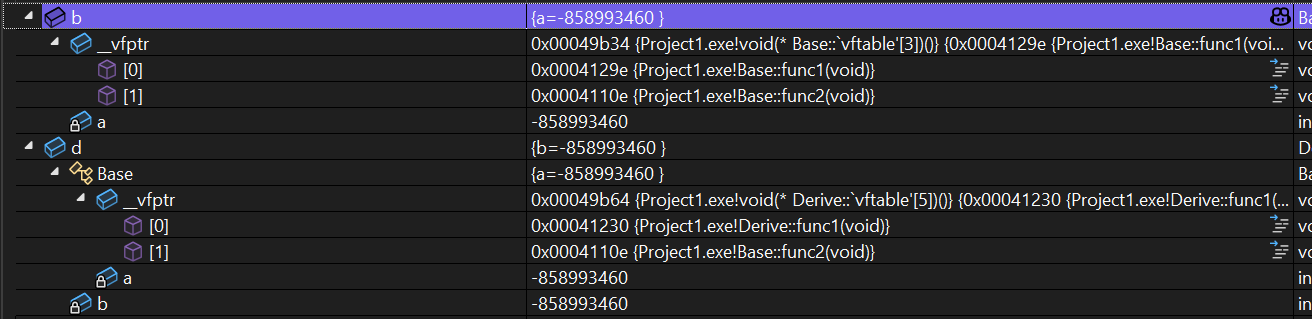 b {a=-858993460 } Ba
__vfptr 0x00049b34 {Project1.exe!void(* Base::`vftable'[3])()} {0x0004129e {Project1.exe!Base::func1(voi... vo
[0] 0x0004129e {Project1.exe!Base::func1(void)} vo
[1] 0x0004110e {Project1.exe!Base::func2(void)} vo
a -858993460 in
d {b=-858993460 } De
Base {a=-858993460 } Ba
__vfptr 0x00049b64 {Project1.exe!void(* Derive::`vftable'[5])()} {0x00041230 {Project1.exe!Derive::func1(... vo
[0] 0x00041230 {Project1.exe!Derive::func1(void)} vo
[1] 0x0004110e {Project1.exe!Base::func2(void)} vo
a -858993460 in
b -858993460 in